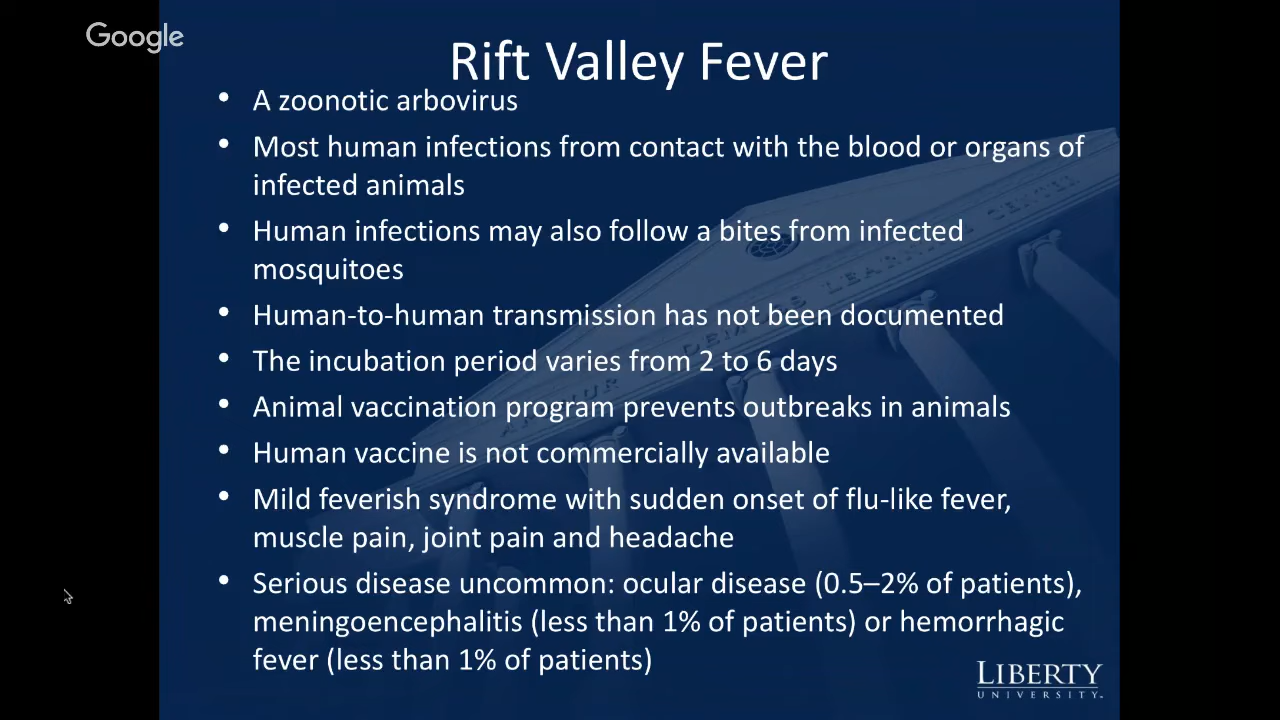 Google
Rift Valley Fever
• A zoonotic arbovirus
• Most human infections from contact with the blood or organs of
infected animals
• Human infections may also follow a bites from infected
mosquitoes
• Human-to-human transmission has not been documented
• The incubation period varies from 2 to 6 days
• Animal vaccination program prevents outbreaks in animals
• Human vaccine is not commercially available
• Mild feverish syndrome with sudden onset of flu-like fever,
muscle pain, joint pain and headache
• Serious disease uncommon: ocular disease (0.5–2% of patients),
meningoencephalitis (less than 1% of patients) or hemorrhagic
fever (less than 1% of patients)
LIBERTY
UNIVERSITY.